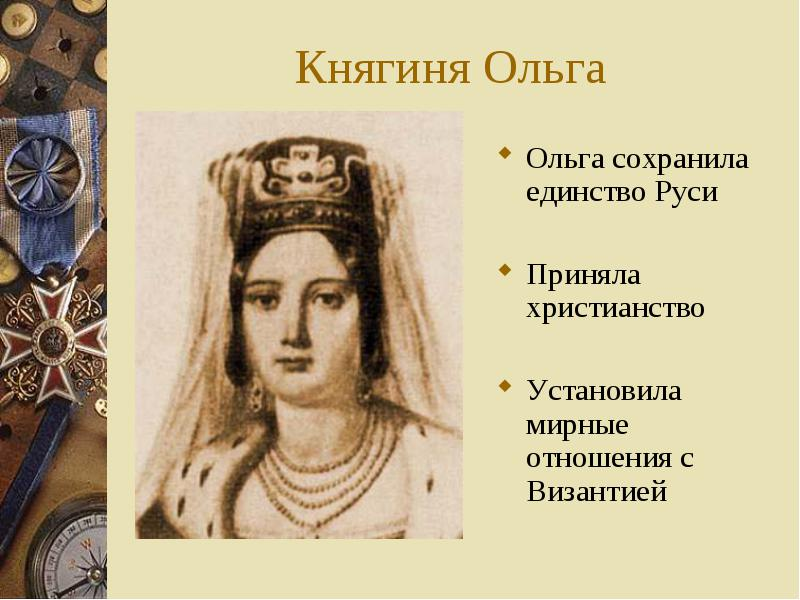 Княгиня Ольга
Ольга сохранила
единство Руси
Приняла
христианство
Установила
мирные
отношения с
Византией